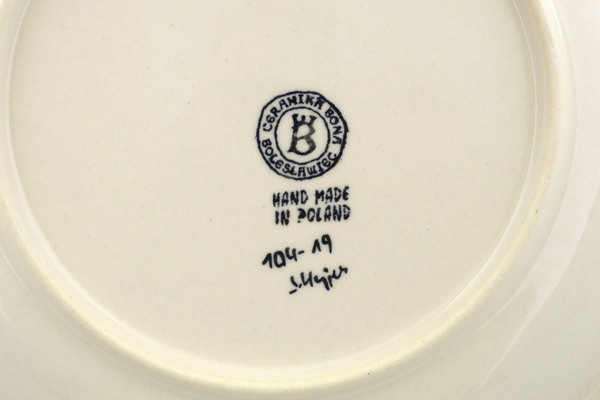 CERAMIKA BONA
BOLESŁAWIEC
B
HAND MADE
IN POLAND
104-19